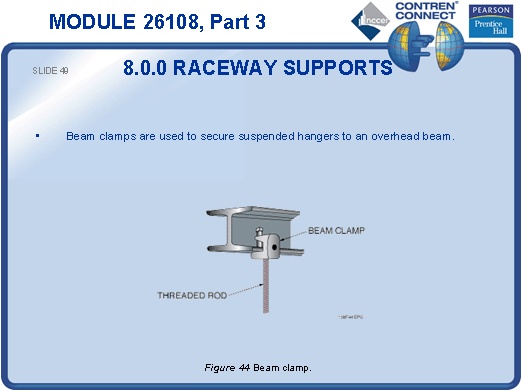 MODULE 26108, Part 3
nccer
CONTREN
CONNECT
PEARSON
Prentice
Hall
SLIDE 49
8.0.0 RACEWAY SUPPORTS
• Beam clamps are used to secure suspended hangers to an overhead beam.
BEAM CLAMP
THREADED ROD
Figure 44 Beam clamp.